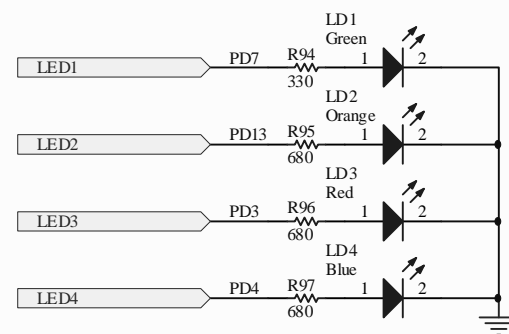 LD1
Green
LED1 PD7 R94 1 2
330
LD2
Orange
LED2 PD13 R95 1 2
680
LD3
Red
LED3 PD3 R96 1 2
680
LD4
Blue
LED4 PD4 R97 1 2
680